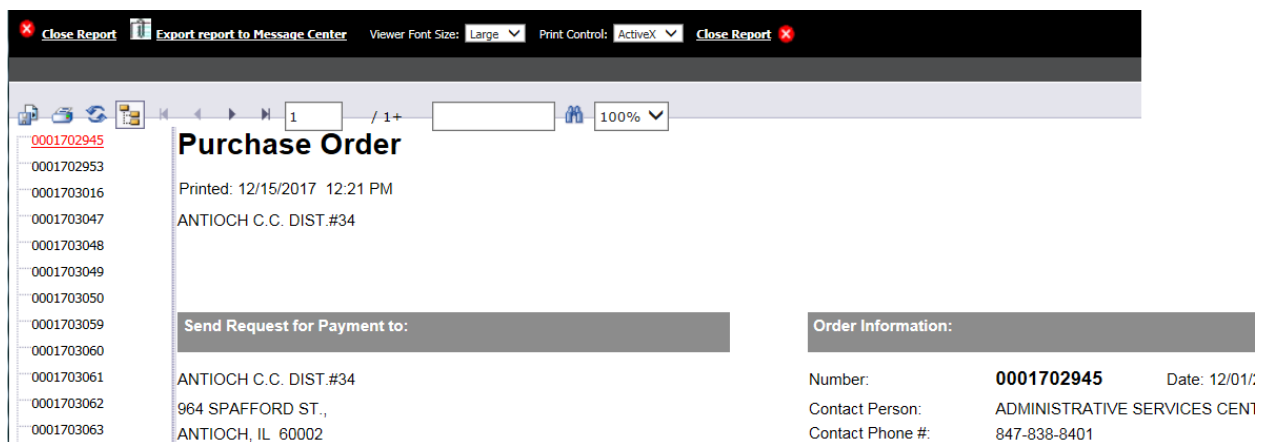 Close Report Export report to Message Center Viewer Font Size: Large Print Control: ActiveX Close Report
1 / 1+ 100%
0001702945
0001702953
0001703016
0001703047
0001703048
0001703049
0001703050
0001703059
0001703060
0001703061
0001703062
0001703063
Purchase Order
Printed: 12/15/2017 12:21 PM
ANTIOCH C.C. DIST.#34
Send Request for Payment to:
ANTIOCH C.C. DIST.#34
964 SPAFFORD ST.,
ANTIOCH, IL 60002
Order Information:
Number: 0001702945 Date: 12/01/
Contact Person: ADMINISTRATIVE SERVICES CENT
Contact Phone #: 847-838-8401